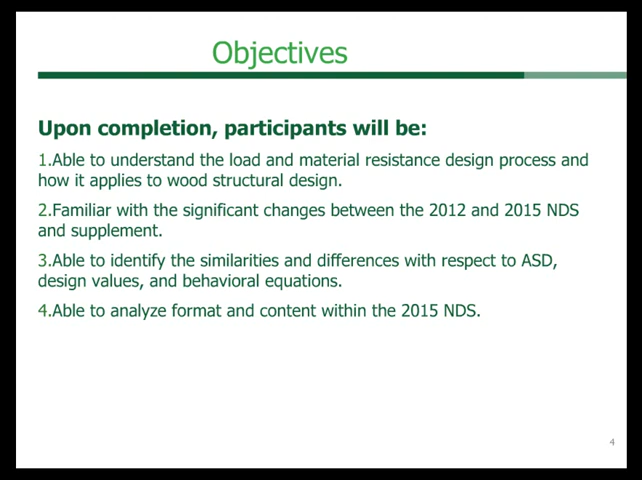 Objectives
Upon completion, participants will be:
1.Able to understand the load and material resistance design process and
how it applies to wood structural design.
2.Familiar with the significant changes between the 2012 and 2015 NDS
and supplement.
3.Able to identify the similarities and differences with respect to ASD,
design values, and behavioral equations.
4.Able to analyze format and content within the 2015 NDS.
4